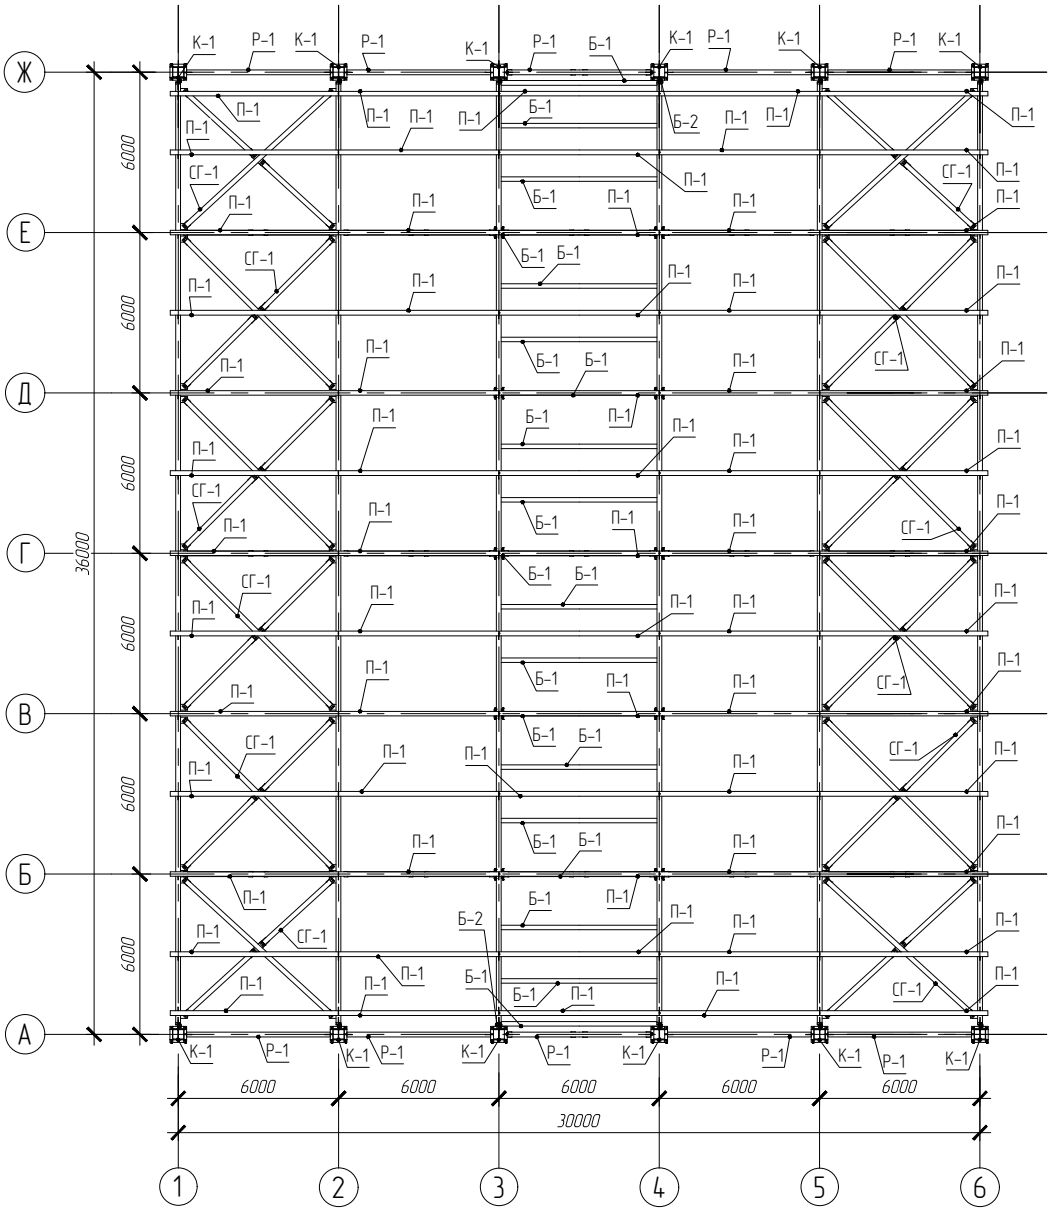 К-1 Р-1 К-1 Р-1 К-1 Р-1 Б-1 К-1 Р-1 К-1 Р-1 К-1
Ж
П-1 П-1 П-1 Б-1 Б-2 П-1 П-1
П-1 П-1 П-1
6000
СГ-1 Б-1 П-1 СГ-1 П-1
П-1 П-1 П-1 П-1 П-1
Е
СГ-1 Б-1 Б-1
П-1 П-1 П-1 П-1 П-1
6000
П-1 П-1 Б-1 Б-1 П-1 СГ-1 П-1
Д
П-1
П-1 П-1 Б-1 П-1 П-1 П-1
6000
СГ-1 Б-1 СГ-1
П-1 П-1 П-1 П-1 П-1
Г
36000
СГ-1 Б-1 Б-1
П-1 П-1 П-1 П-1 П-1
6000
П-1 П-1 Б-1 П-1 П-1 СГ-1 П-1
В
СГ-1 Б-1 Б-1 СГ-1
П-1 П-1 П-1 П-1 П-1
6000
П-1 Б-1 Б-1 П-1 П-1
Б
П-1 П-1
П-1 СГ-1 Б-2 Б-1 П-1 П-1 П-1
6000
П-1 П-1 П-1 Б-1 Б-1 П-1 П-1 СГ-1 П-1
А
К-1 Р-1 К-1 Р-1 К-1 Р-1 К-1 Р-1 К-1 Р-1 К-1
6000 6000 6000 6000 6000
30000
1 2 3 4 5 6